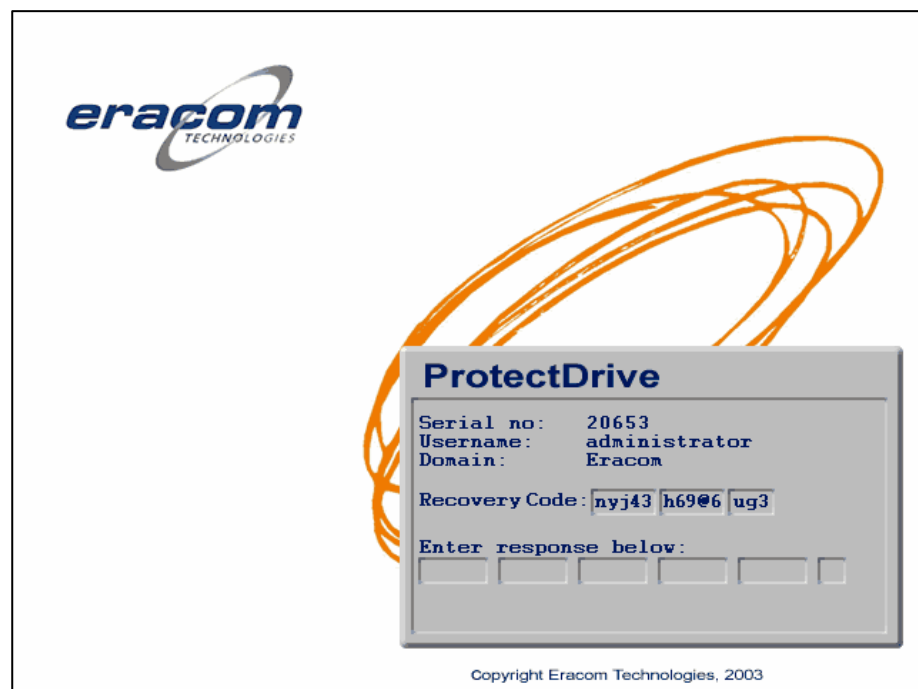 eracom
TECHNOLOGIES
ProtectDrive
Serial no: 20653
Username: administrator
Domain: Eracom
Recovery Code: nyj43 h69@6 ug3
Enter response below:
Copyright Eracom Technologies, 2003